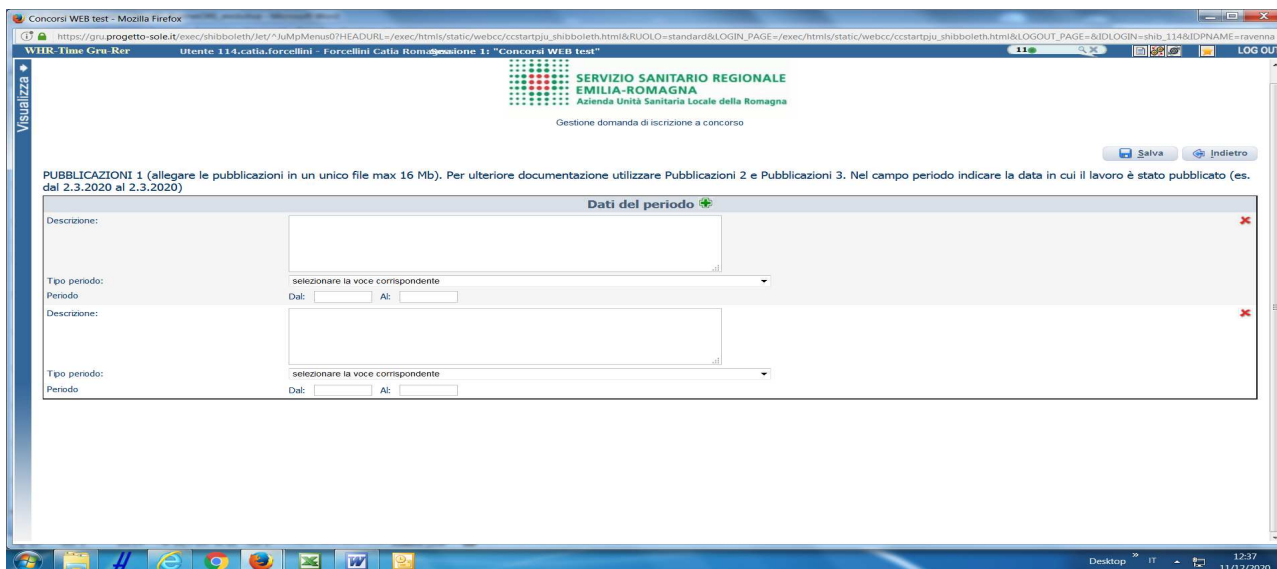 Concorsi WEB test - Mozilla Firefox
https://gru.progetto-sole.it/exec/shibboleth/Jet/^JuMpMenus0?HEADURL=/exec/htmls/static/webcc/ccstartpju_shibboleth.html&RUOLO=standard&LOGIN_PAGE=/exec/htmls/static/webcc/ccstartpju_shibboleth.html&LOGOUT_PAGE=&IDLOGIN=shib_114&IDPNAME=ravenna
WHR-Time Gru-Rer Utente 114.catia.forcellini - Forcellini Catia Sessione 1: "Concorsi WEB test" 11 LOG OUT
Visualizza
SERVIZIO SANITARIO REGIONALE
EMILIA-ROMAGNA
Azienda Unità Sanitaria Locale della Romagna
Gestione domanda di iscrizione a concorso
Salva Indietro
PUBBLICAZIONI 1 (allegare le pubblicazioni in un unico file max 16 Mb). Per ulteriore documentazione utilizzare Pubblicazioni 2 e Pubblicazioni 3. Nel campo periodo indicare la data in cui il lavoro è stato pubblicato (es.
dal 2.3.2020 al 2.3.2020)
Dati del periodo
Descrizione:
Tipo periodo: selezionare la voce corrispondente
Periodo Dal: Al:
Descrizione:
Tipo periodo: selezionare la voce corrispondente
Periodo Dal: Al:
Desktop » IT 12:37
11/12/2020